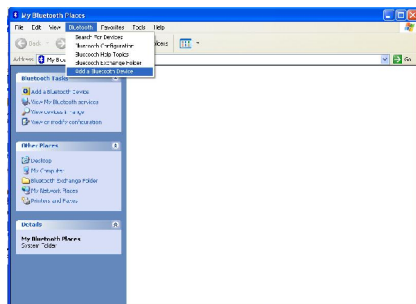 My Bluetooth Places
File Edit View Bluetooth Favorites Tools Help
Search For Devices
Bluetooth Configuration
Bluetooth Help Topics
Bluetooth Exchange Folder
Add a Bluetooth Device
Back
Folders
Address My Blue
Go
Bluetooth Tasks
Add a Bluetooth Device
View My Bluetooth services
View devices in range
View or modify configuration
Other Places
Desktop
My Computer
Bluetooth Exchange Folder
My Network Places
Printers and Faxes
Details
My Bluetooth Places
System Folder